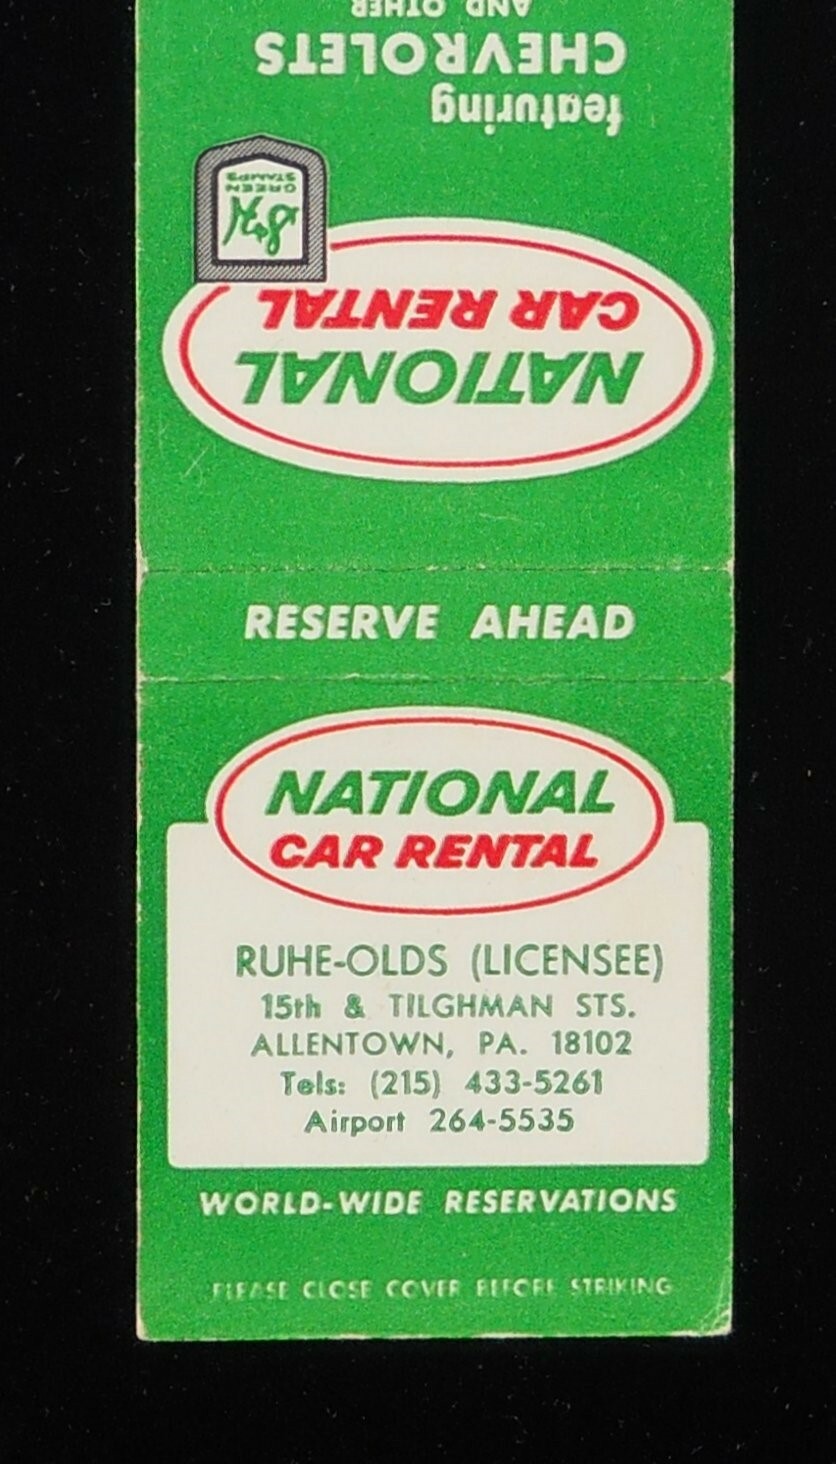 AND OTHER
CHEVROLETS
featuring
S&H
GREEN
STAMPS
NATIONAL
CAR RENTAL
RESERVE AHEAD
NATIONAL
CAR RENTAL
RUHE-OLDS (LICENSEE)
15th & TILGHMAN STS.
ALLENTOWN, PA. 18102
Tels: (215) 433-5261
Airport 264-5535
WORLD-WIDE RESERVATIONS
PLEASE CLOSE COVER BEFORE STRIKING